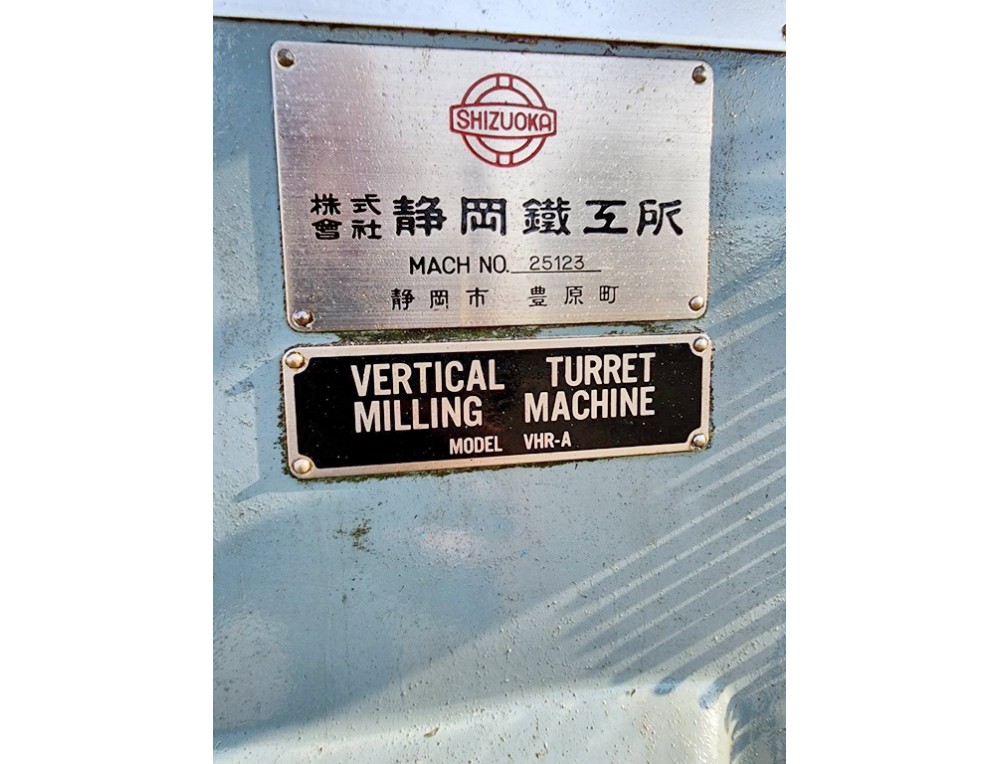 SHIZUOKA
株式會社 静岡鐵工所
MACH NO. 25123
静岡市 豊原町
VERTICAL TURRET
MILLING MACHINE
MODEL VHR-A